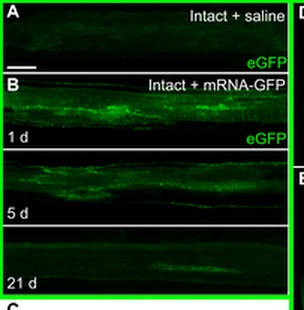 A
Intact + saline
eGFP
B
Intact + mRNA-GFP
1 d
eGFP
5 d
21 d